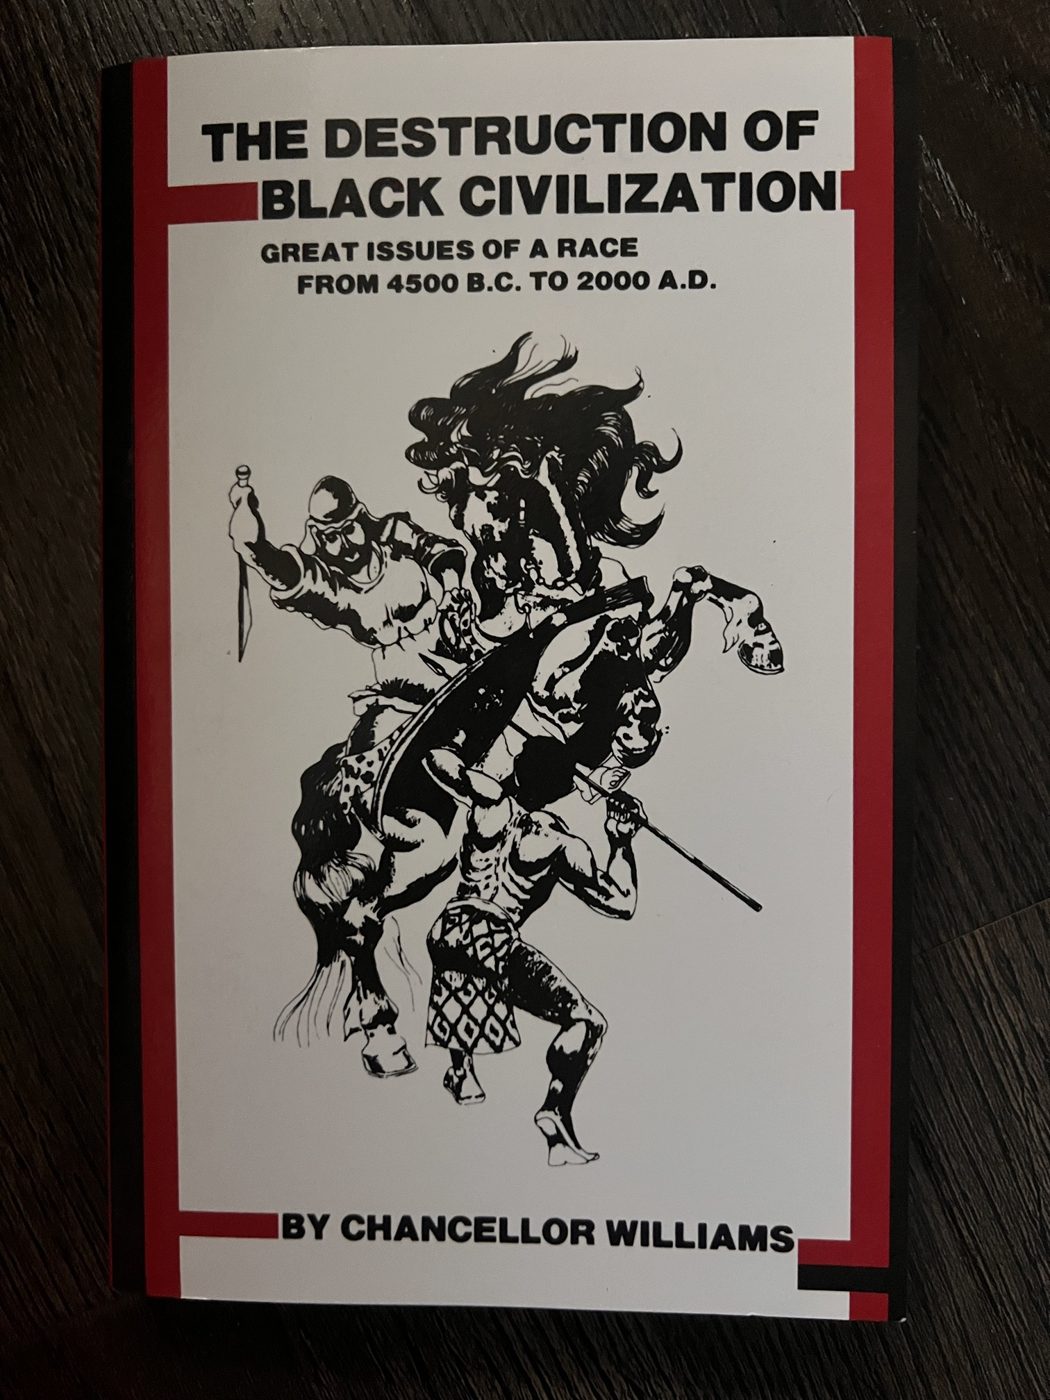 THE DESTRUCTION OF
BLACK CIVILIZATION
GREAT ISSUES OF A RACE
FROM 4500 B.C. TO 2000 A.D.
BY CHANCELLOR WILLIAMS